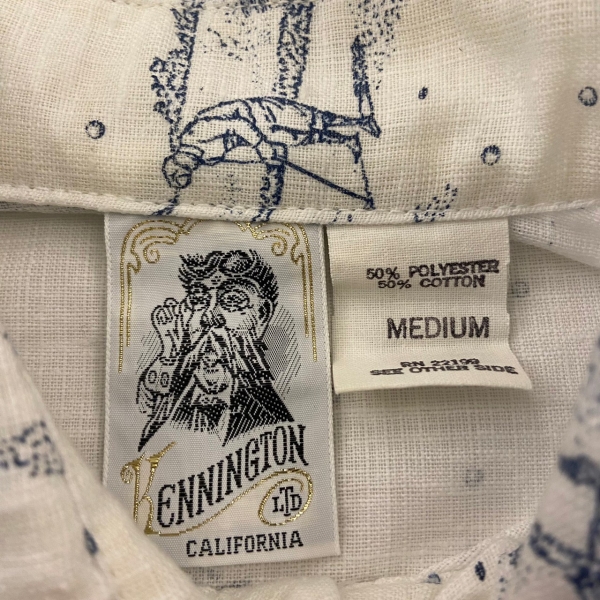 KENNINGTON
LTD
CALIFORNIA
50% POLYESTER
50% COTTON
MEDIUM
RN 22199
SEE OTHER SIDE